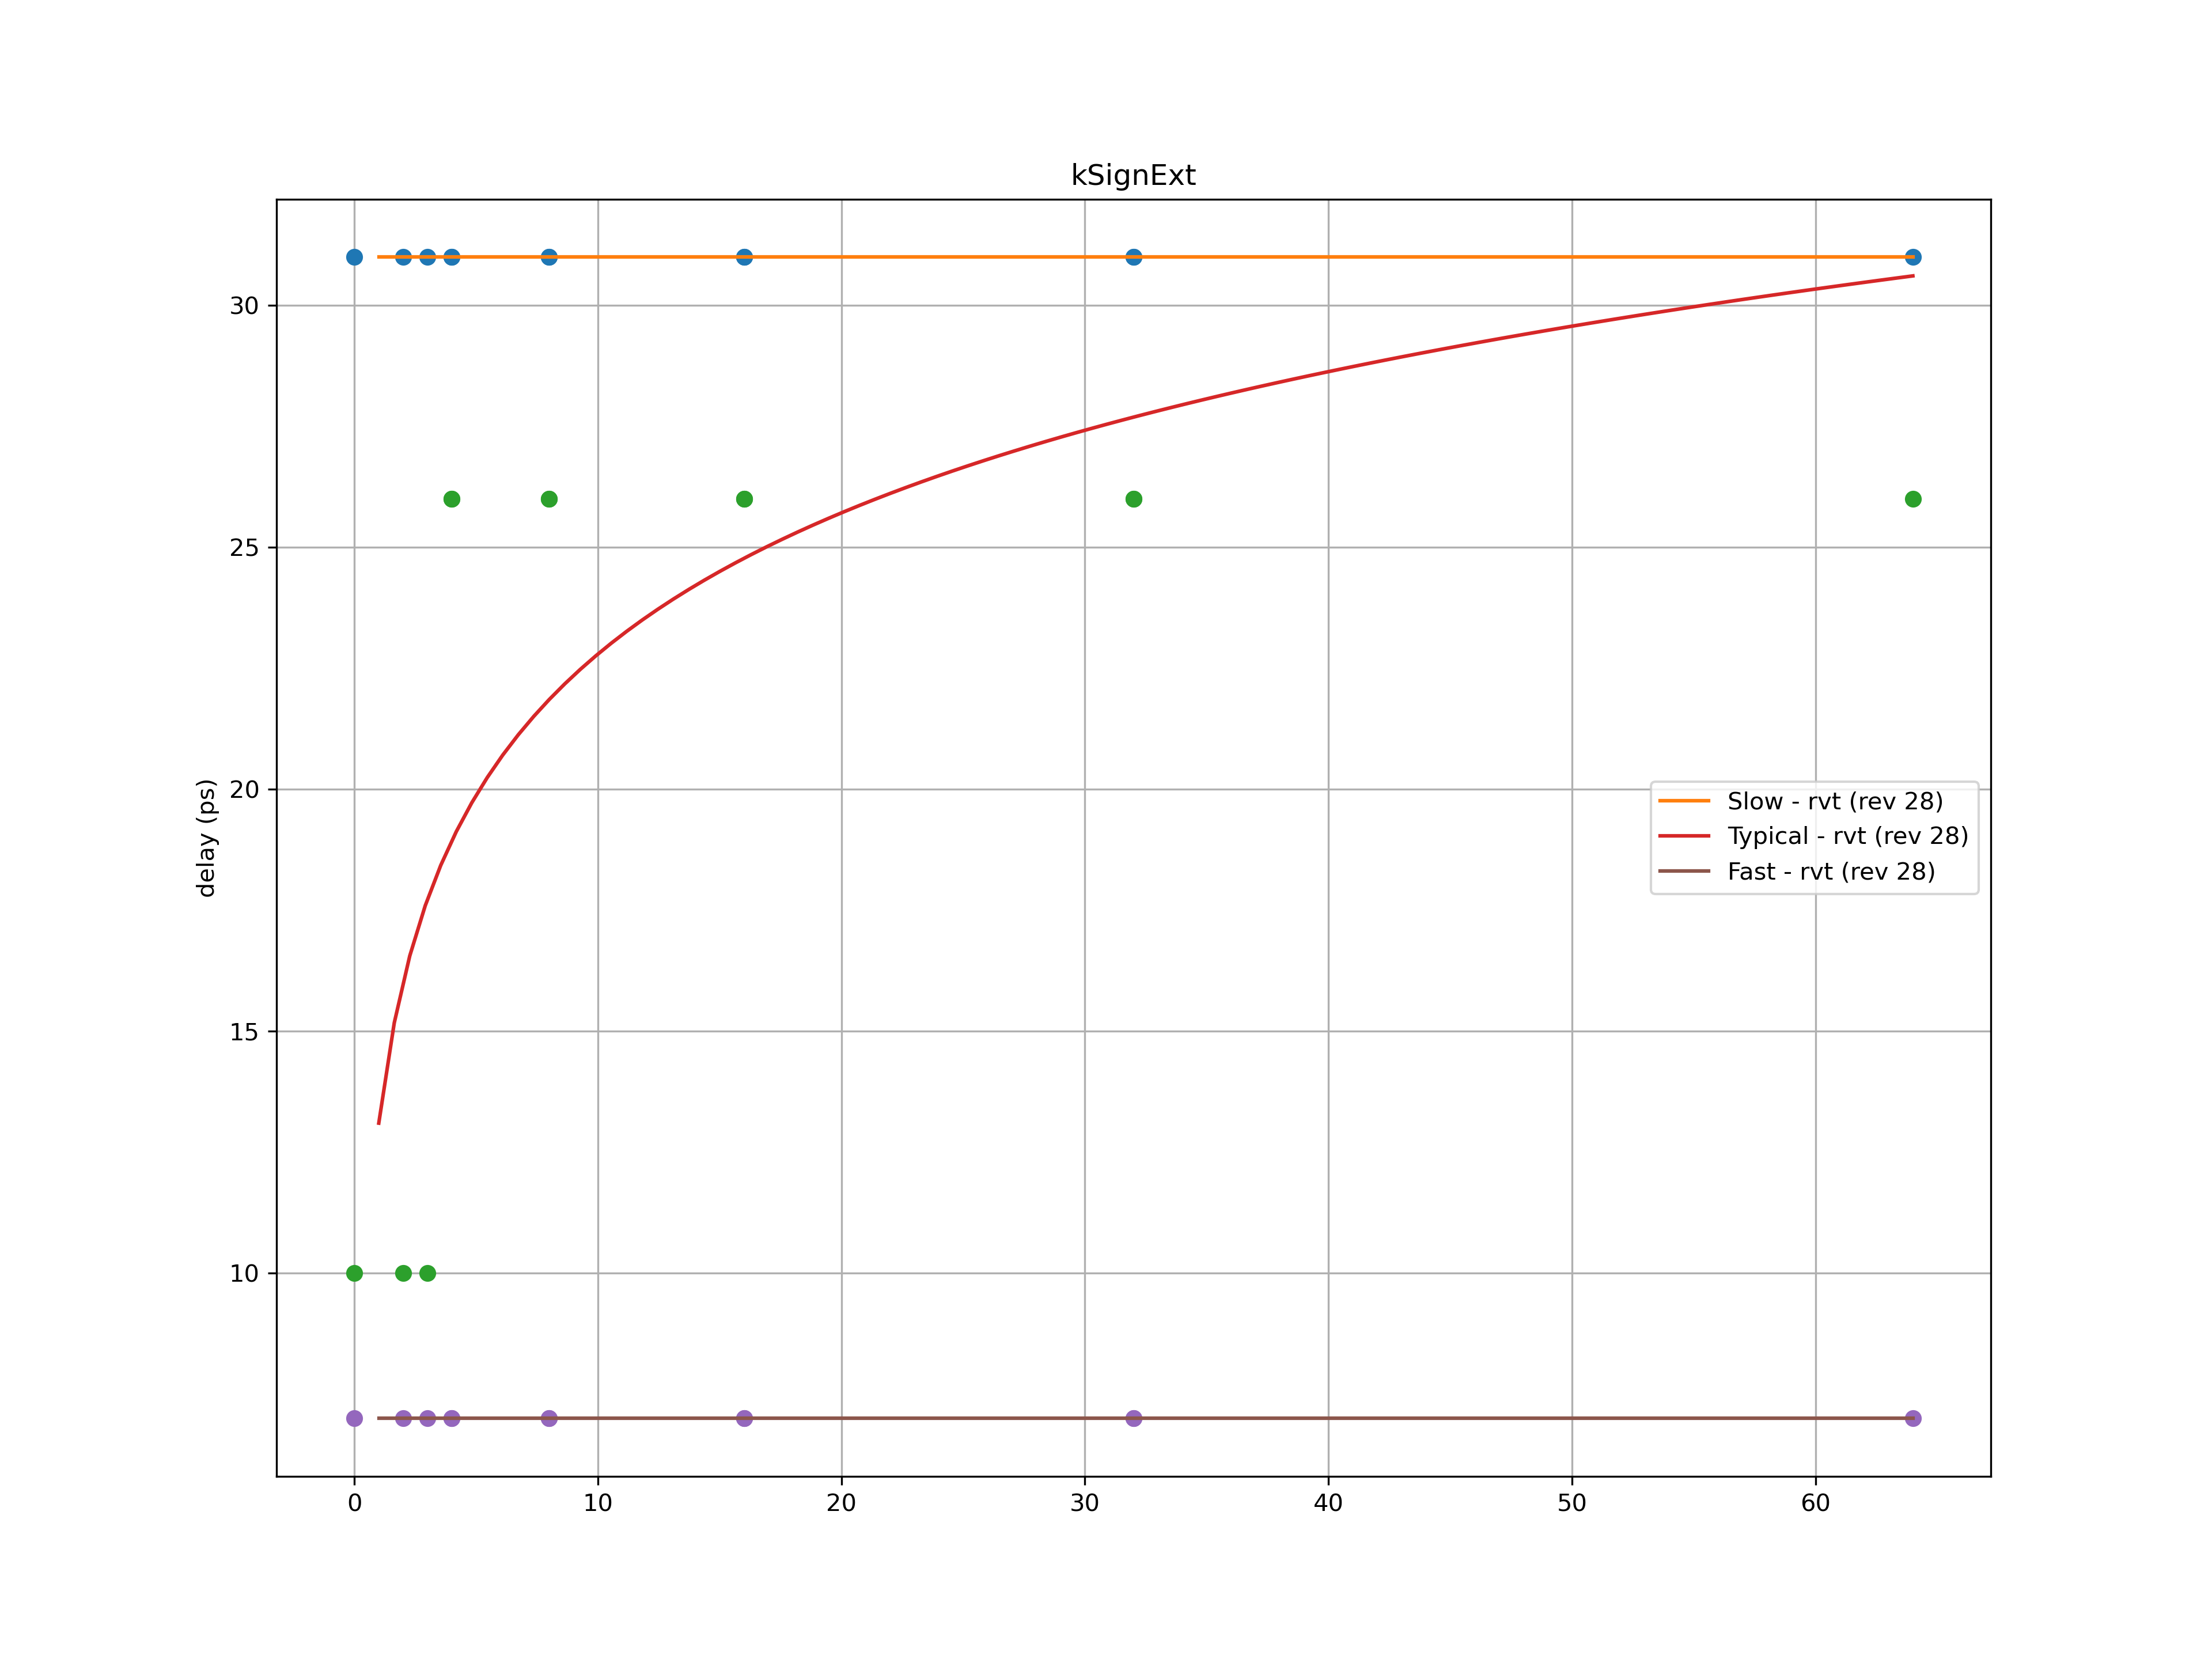 kSignExt
delay (ps)
30
25
20
15
10
Slow - rvt (rev 28)
Typical - rvt (rev 28)
Fast - rvt (rev 28)
0 10 20 30 40 50 60